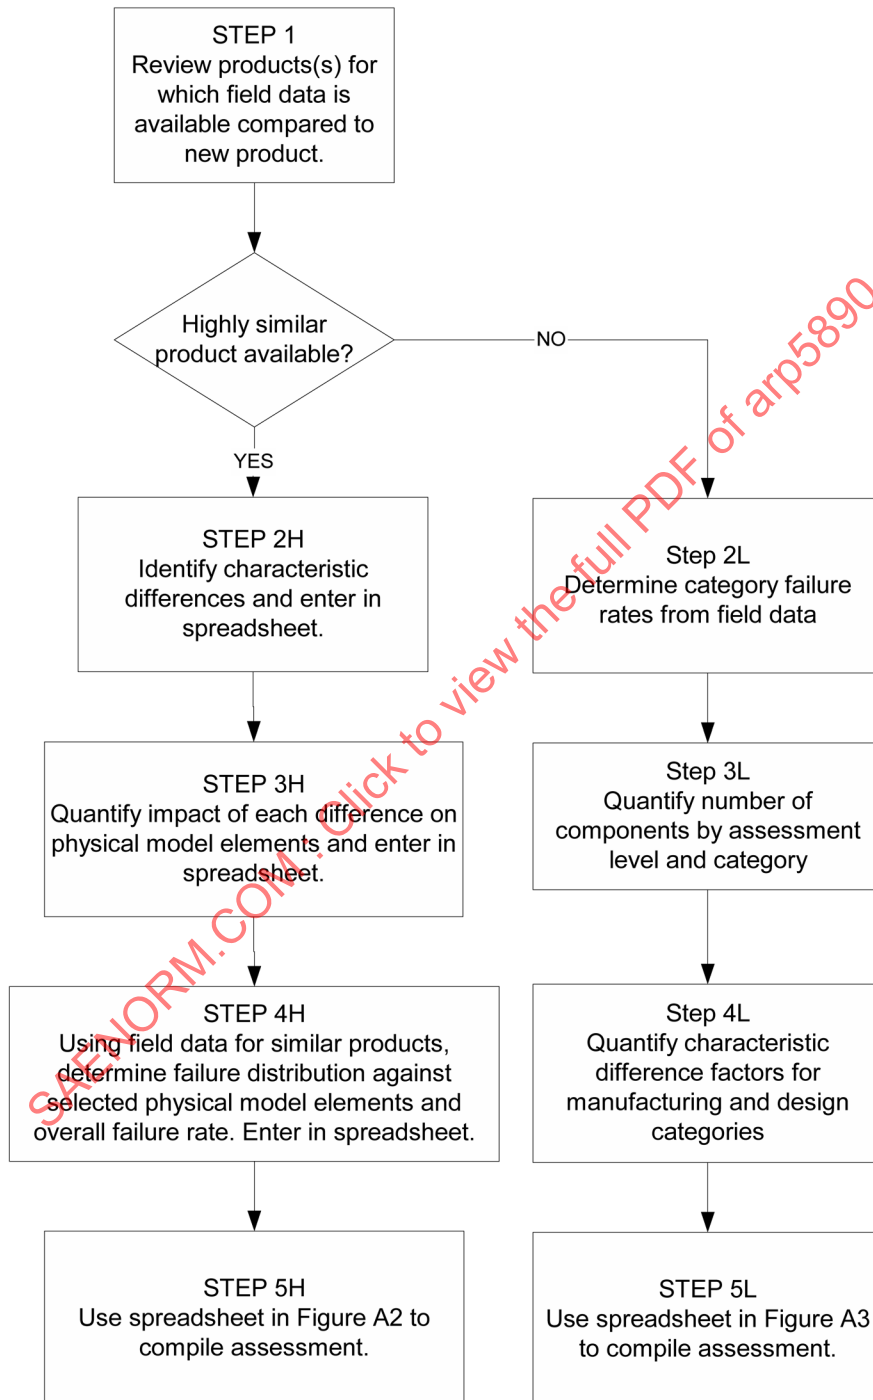 STEP 1
Review products(s) for
which field data is
available compared to
new product.
Highly similar
product available?
NO
YES
STEP 2H
Identify characteristic
differences and enter in
spreadsheet.
Step 2L
Determine category failure
rates from field data
STEP 3H
Quantify impact of each difference on
physical model elements and enter in
spreadsheet.
Step 3L
Quantify number of
components by assessment
level and category
STEP 4H
Using field data for similar products,
determine failure distribution against
selected physical model elements and
overall failure rate. Enter in spreadsheet.
Step 4L
Quantify characteristic
difference factors for
manufacturing and design
categories
STEP 5H
Use spreadsheet in Figure A2 to
compile assessment.
STEP 5L
Use spreadsheet in Figure A3
to compile assessment.
SAENORM.COM : Click to view the full PDF of arp5890